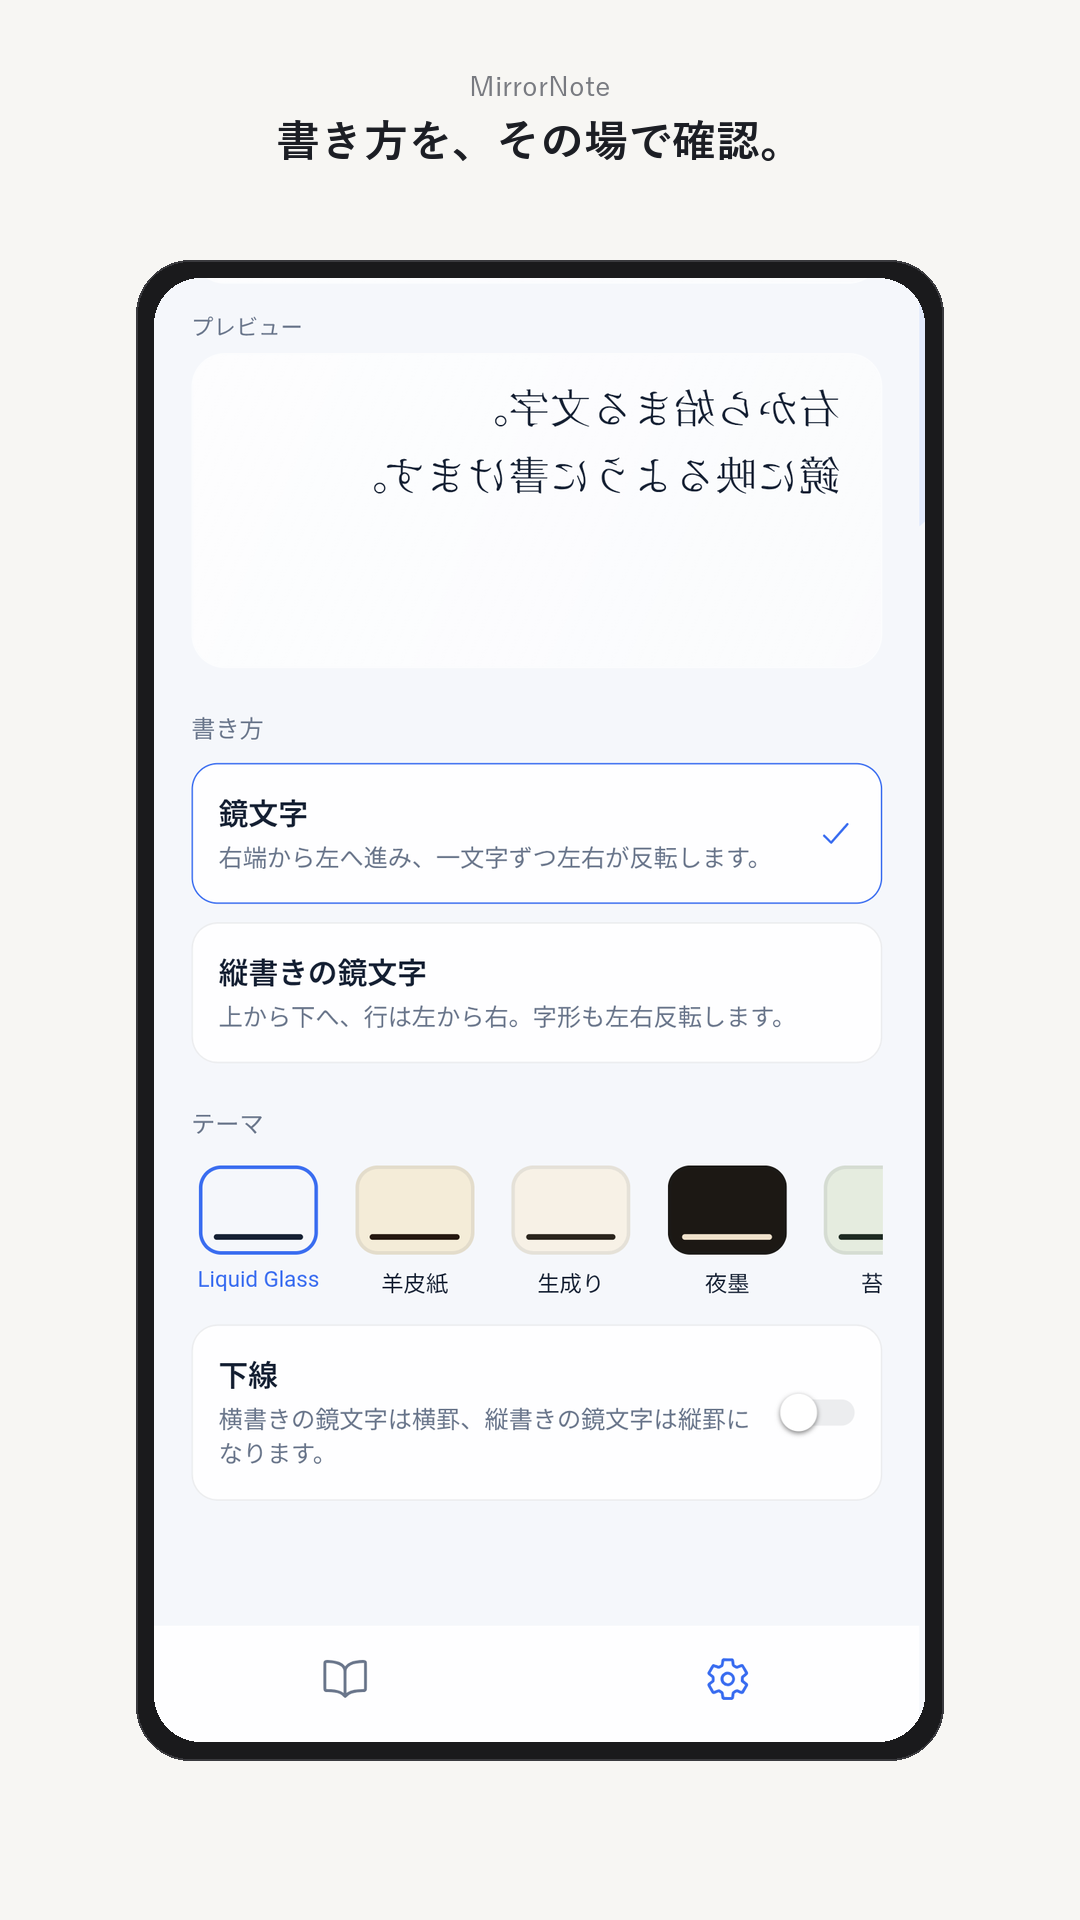 MirrorNote
書き方を、その場で確認。
プレビュー
右から始まる文字。
鏡に映るように書けます。
書き方
鏡文字
右端から左へ進み、一文字ずつ左右が反転します。
縦書きの鏡文字
上から下へ、行は左から右。字形も左右反転します。
テーマ
Liquid Glass
羊皮紙
生成り
夜墨
苔
下線
横書きの鏡文字は横罫、縦書きの鏡文字は縦罫に
なります。